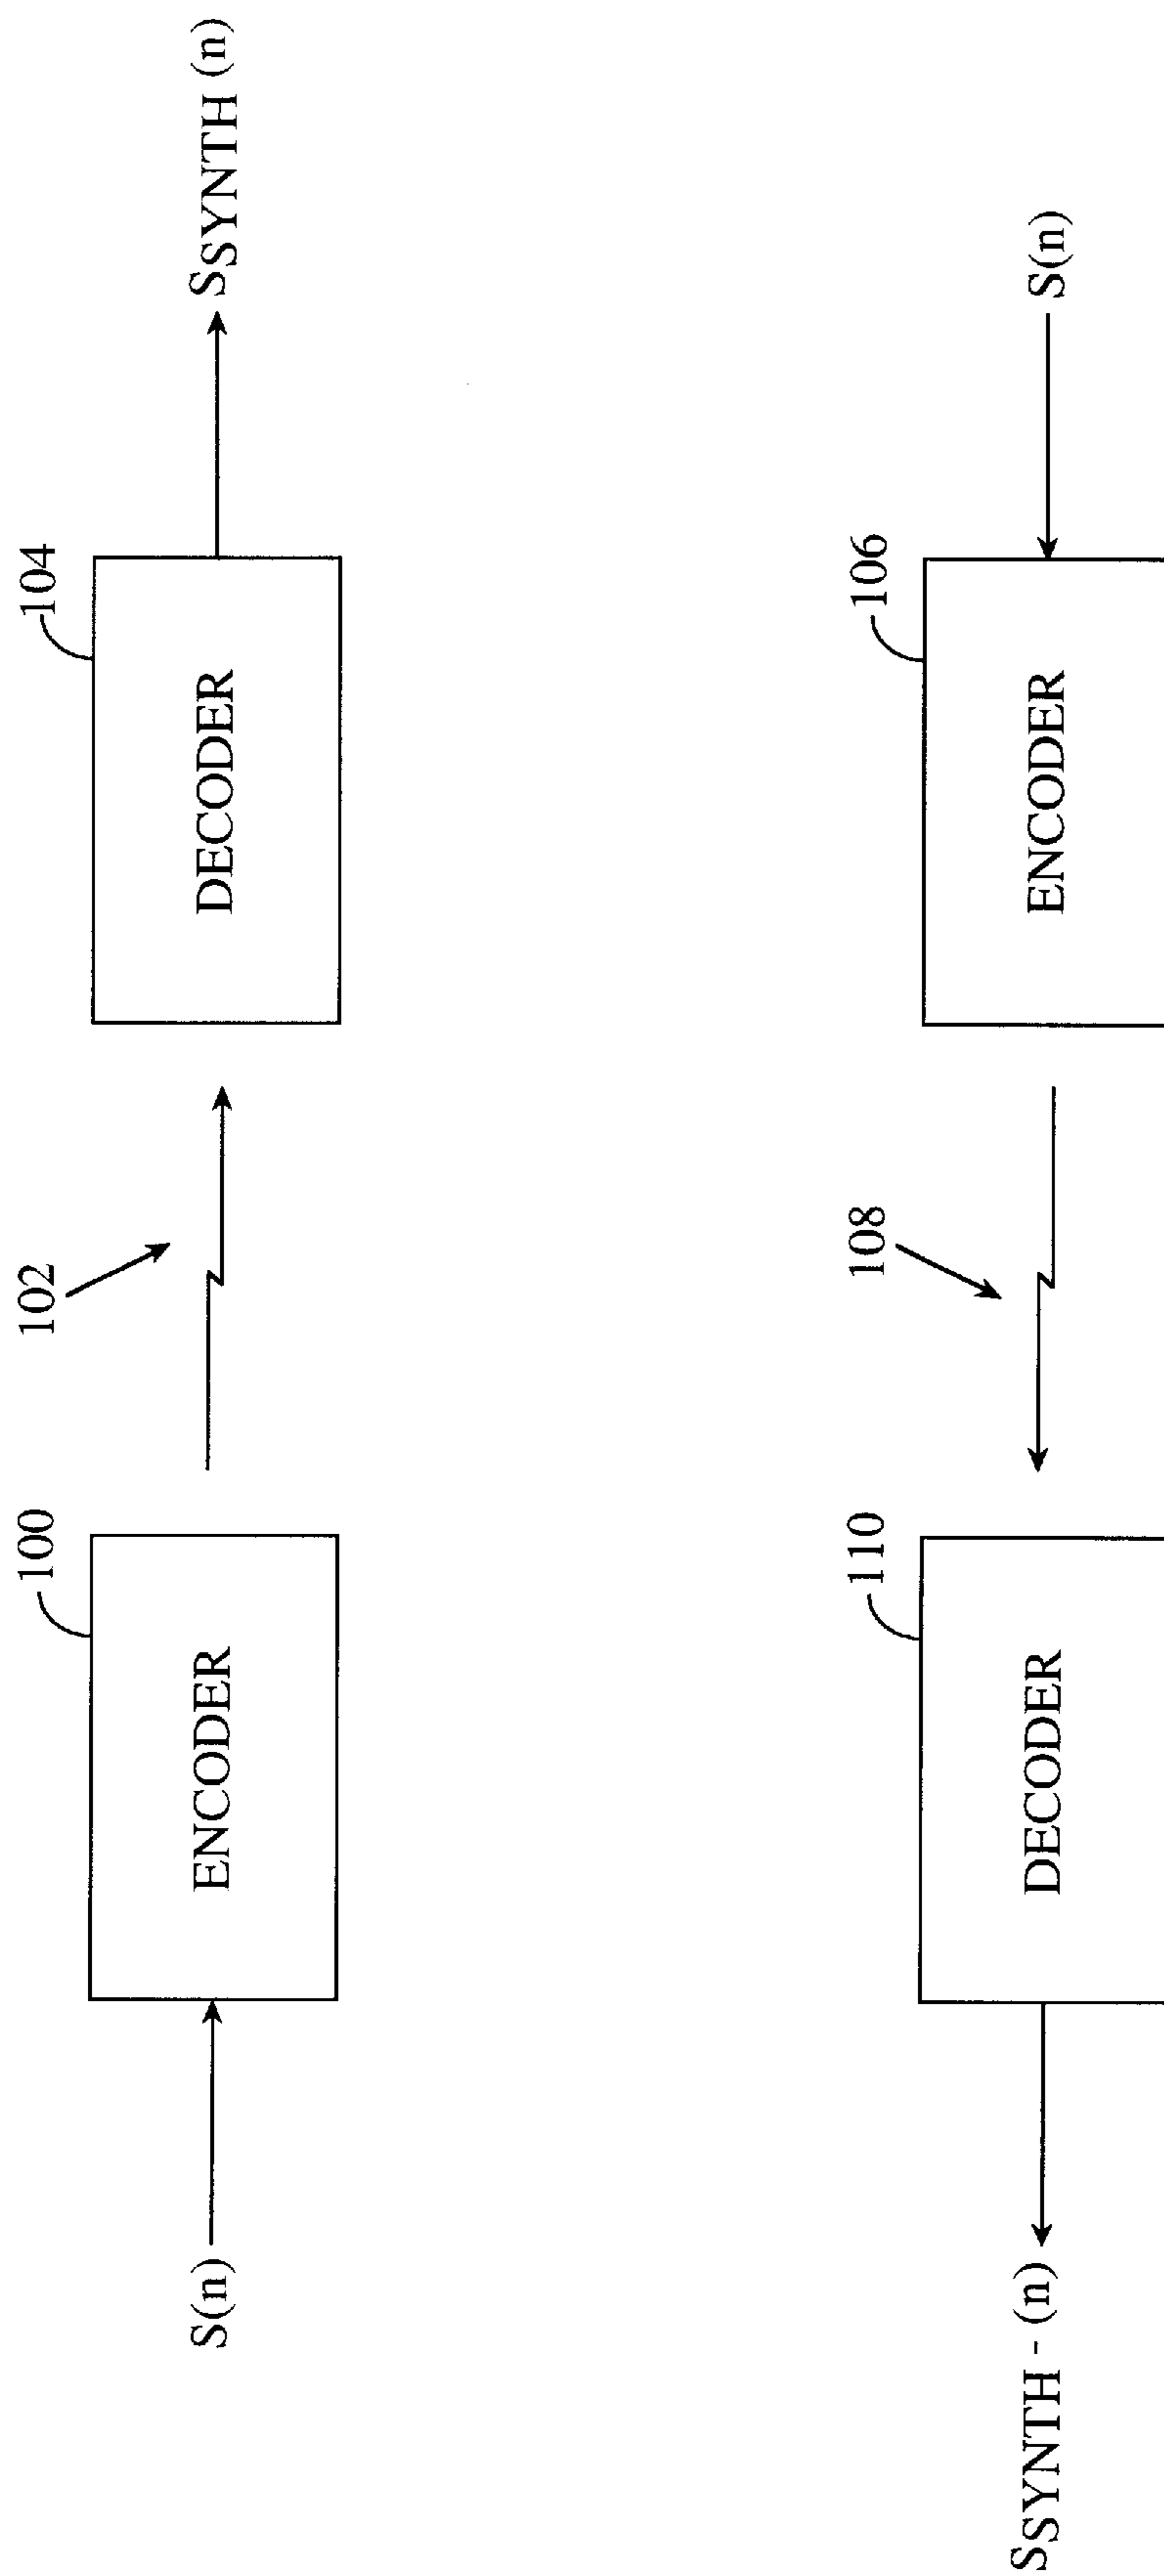 100
102
104
S(n)
ENCODER
DECODER
SSYNTH (n)
110
108
106
SSYNTH - (n)
DECODER
ENCODER
S(n)